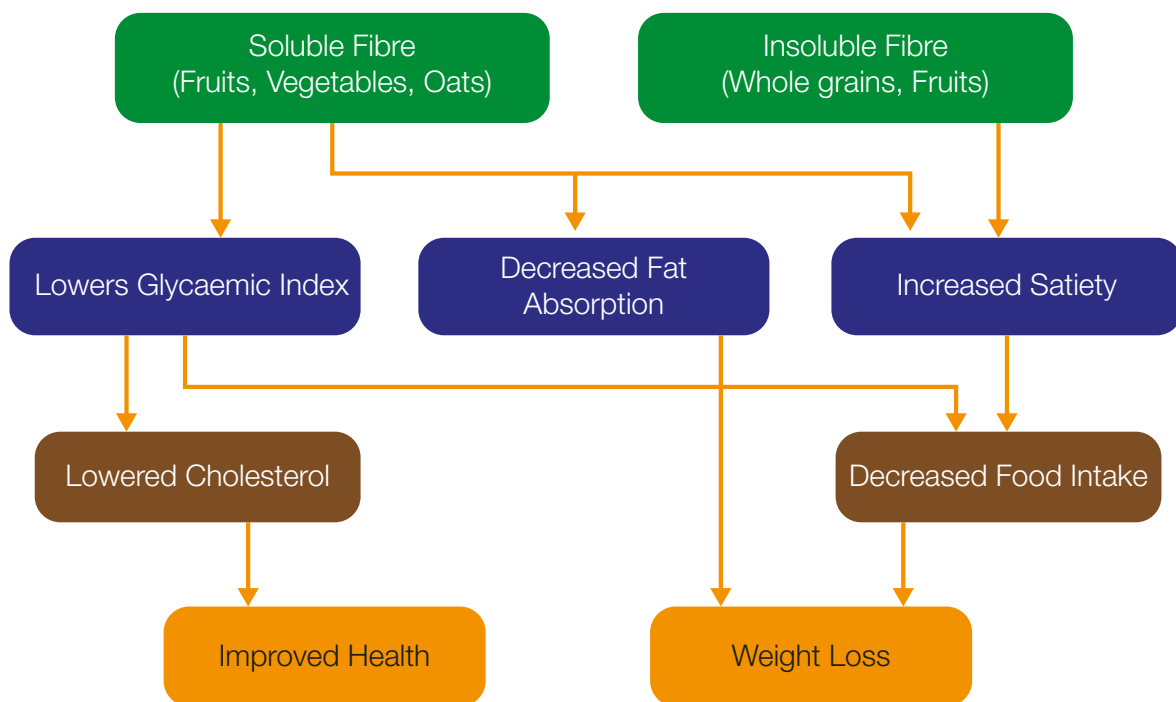 Soluble Fibre
(Fruits, Vegetables, Oats)
Insoluble Fibre
(Whole grains, Fruits)
Lowers Glycaemic Index
Decreased Fat
Absorption
Increased Satiety
Lowered Cholesterol
Decreased Food Intake
Improved Health
Weight Loss